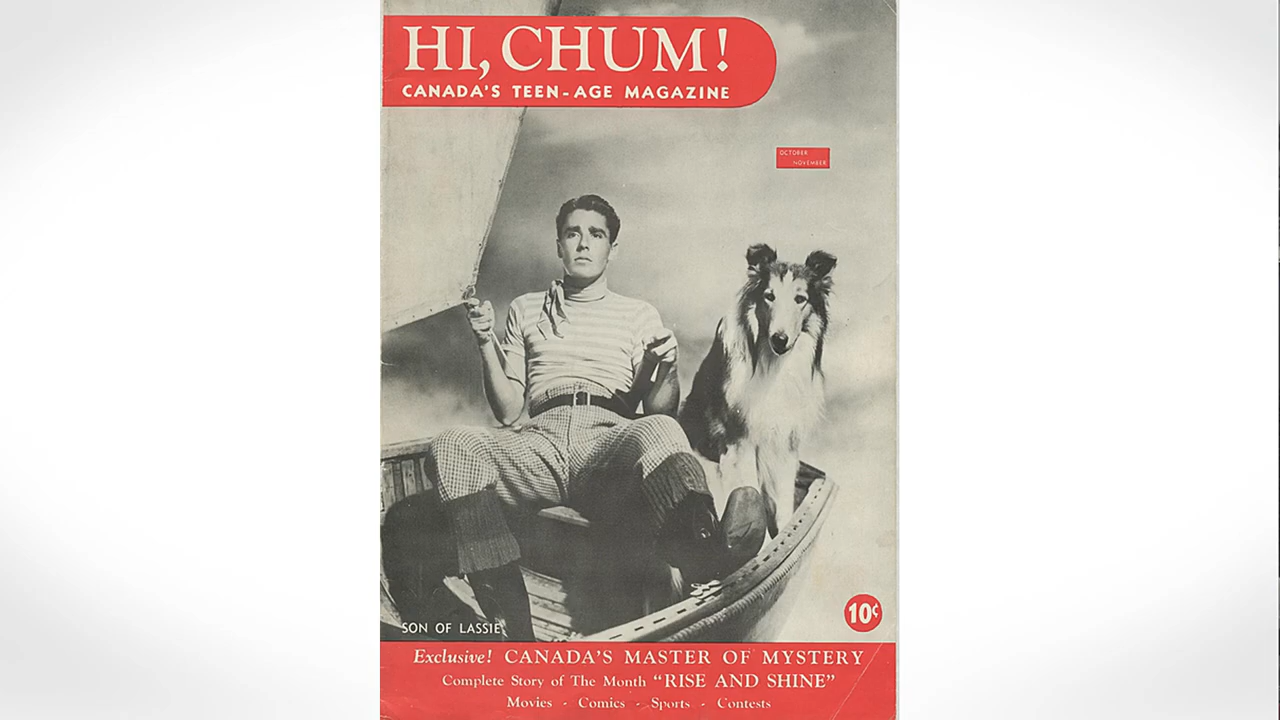 HI, CHUM!
CANADA'S TEEN-AGE MAGAZINE
OCTOBER
NOVEMBER
10¢
SON OF LASSIE
Exclusive! CANADA'S MASTER OF MYSTERY
Complete Story of The Month "RISE AND SHINE"
Movies - Comics - Sports - Contests